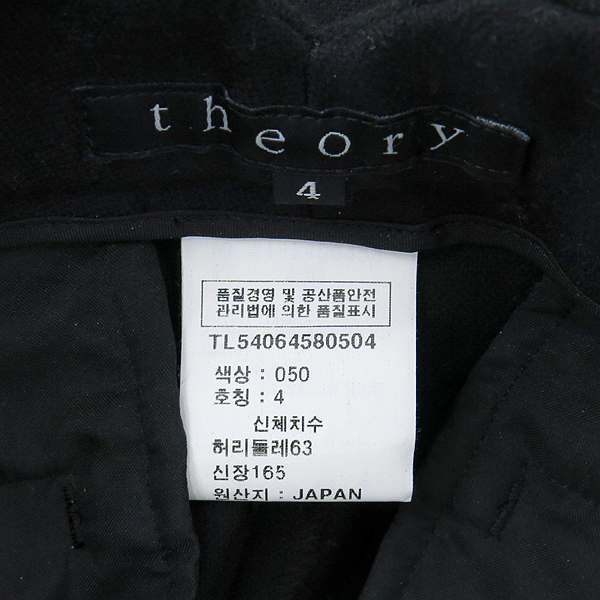 theory
4
품질경영 및 공산품안전
관리법에 의한 품질표시
TL54064580504
색상 : 050
호칭 : 4
신체치수
허리둘레63
신장165
원산지 : JAPAN